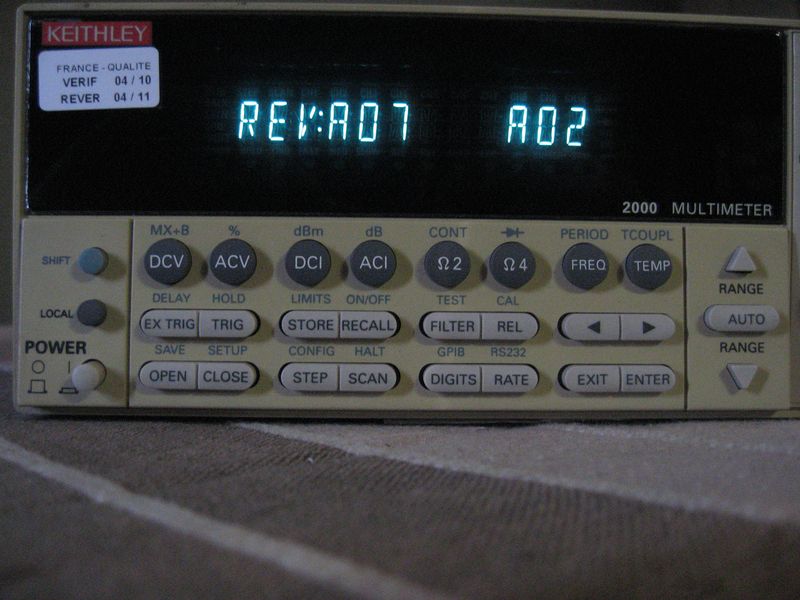 KEITHLEY
FRANCE - QUALITE
VERIF 04 / 10
REVER 04 / 11
REV:A07 A02
2000 MULTIMETER
MX+B % dBm dB CONT PERIOD TCOUPL
SHIFT DCV ACV DCI ACI Ω2 Ω4 FREQ TEMP
RANGE
DELAY HOLD LIMITS ON/OFF TEST CAL
LOCAL EX TRIG TRIG STORE RECALL FILTER REL AUTO
POWER SAVE SETUP CONFIG HALT GPIB RS232 RANGE
OPEN CLOSE STEP SCAN DIGITS RATE EXIT ENTER